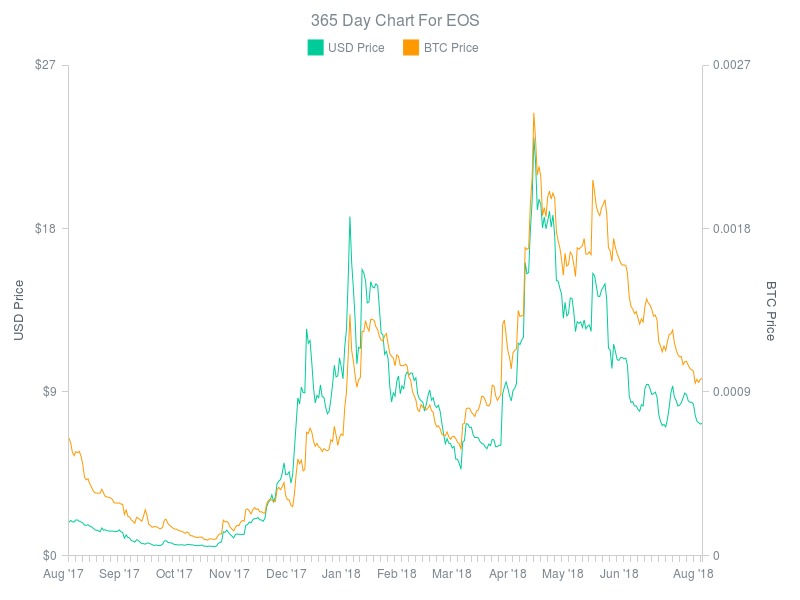 365 Day Chart For EOS
USD Price BTC Price
$27 0.0027
$18 0.0018
$9 0.0009
$0 0
USD Price
BTC Price
Aug '17 Sep '17 Oct '17 Nov '17 Dec '17 Jan '18 Feb '18 Mar '18 Apr '18 May '18 Jun '18 Aug '18